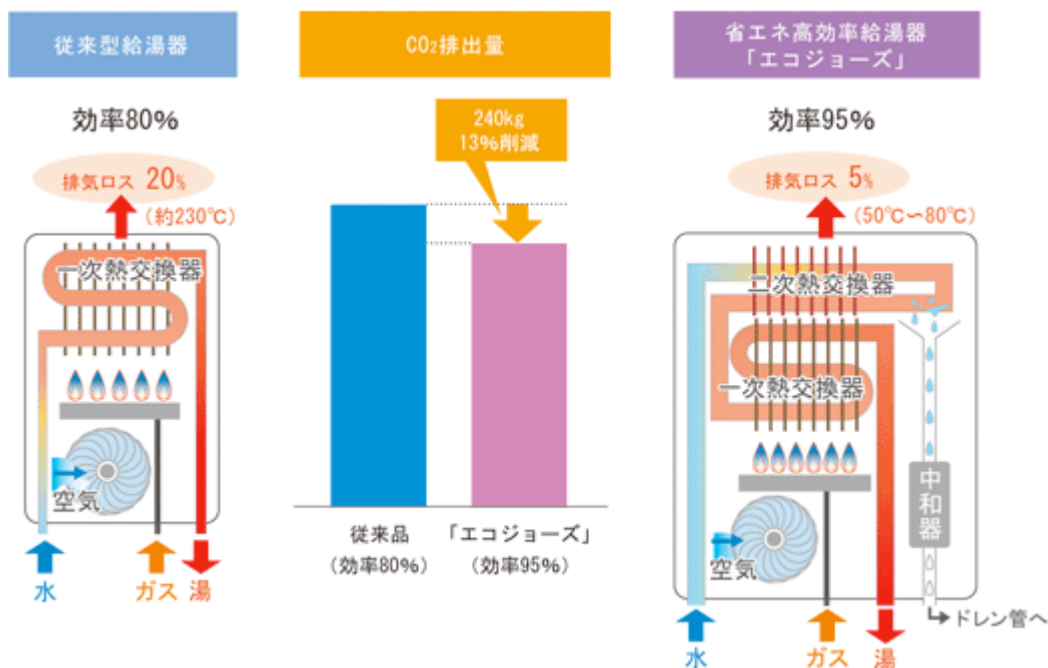 従来型給湯器
効率80%
排気ロス 20%
(約230℃)
一次熱交換器
空気
水
ガス
湯
CO₂排出量
240kg
13%削減
従来品
(効率80%)
「エコジョーズ」
(効率95%)
省エネ高効率給湯器
「エコジョーズ」
効率95%
排気ロス 5%
(50℃〜80℃)
二次熱交換器
一次熱交換器
中和器
空気
ドレン管へ
水
ガス
湯